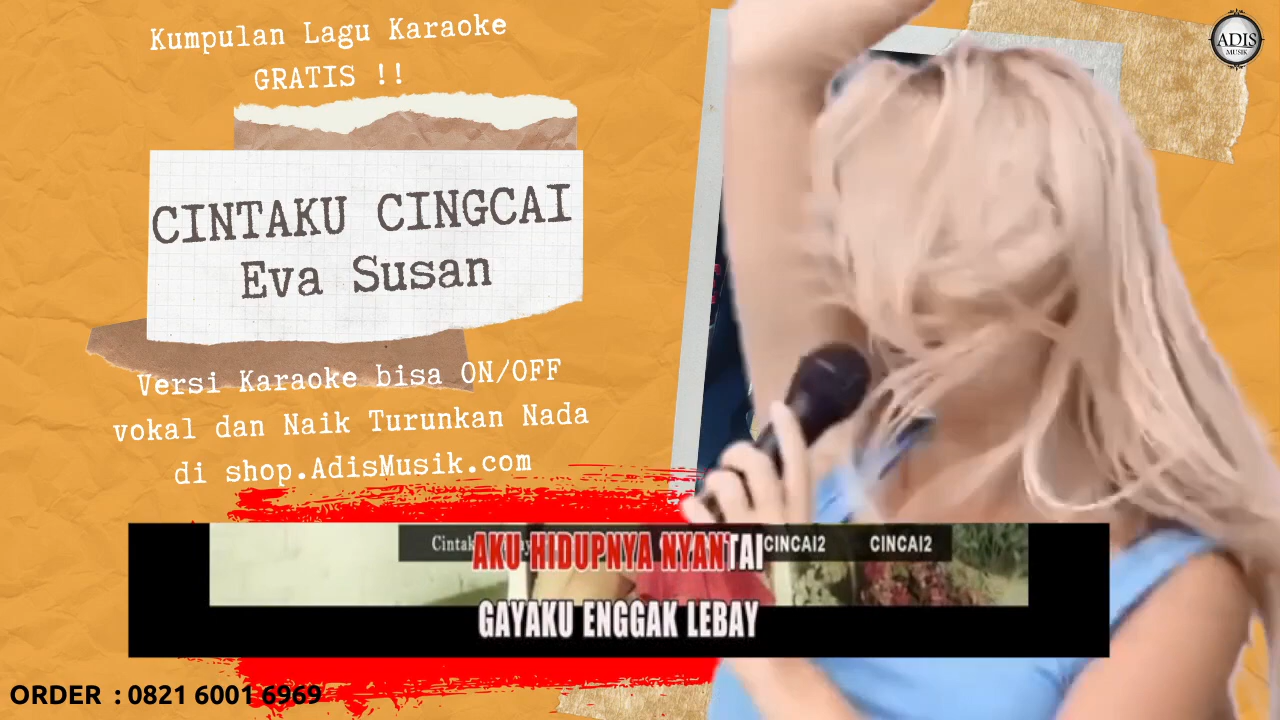 Kumpulan Lagu Karaoke
GRATIS !!
ADIS
MUSIK
CINTAKU CINGCAI
Eva Susan
Versi Karaoke bisa ON/OFF
vokal dan Naik Turunkan Nada
di shop.AdisMusik.com
CINCAI2 CINCAI2
AKU HIDUPNYA NYANTAI
GAYAKU ENGGAK LEBAY
ORDER : 0821 6001 6969